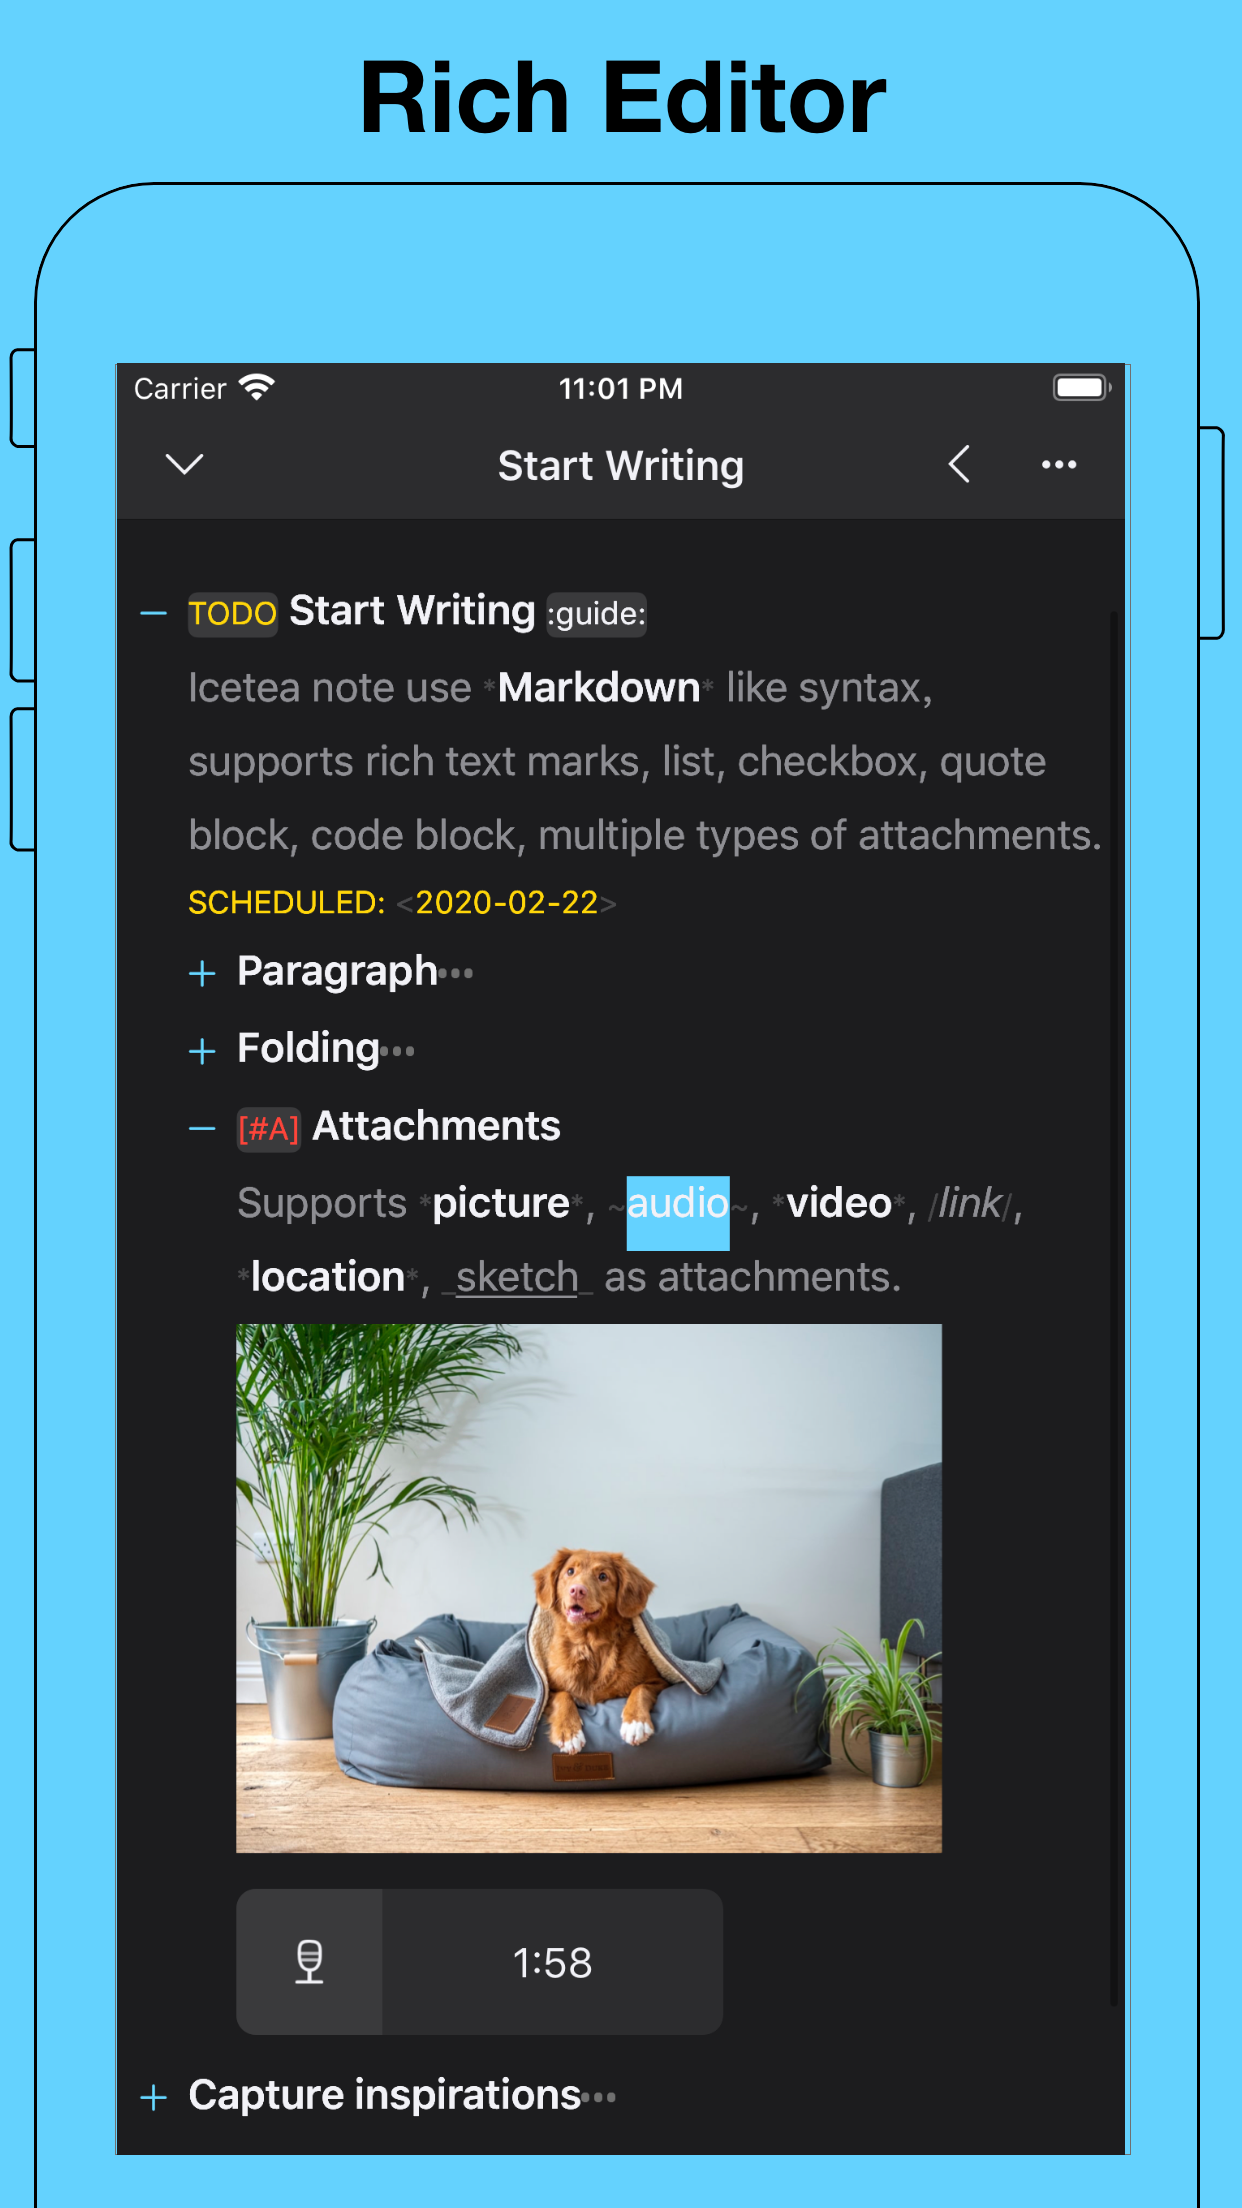 Rich Editor
Carrier 11:01 PM
Start Writing
TODO Start Writing :guide:
Icetea note use *Markdown* like syntax,
supports rich text marks, list, checkbox, quote
block, code block, multiple types of attachments.
SCHEDULED: <2020-02-22>
Paragraph...
Folding...
[#A] Attachments
Supports *picture*, ~audio~, *video*, /link/,
*location*, _sketch_ as attachments.
1:58
Capture inspirations...